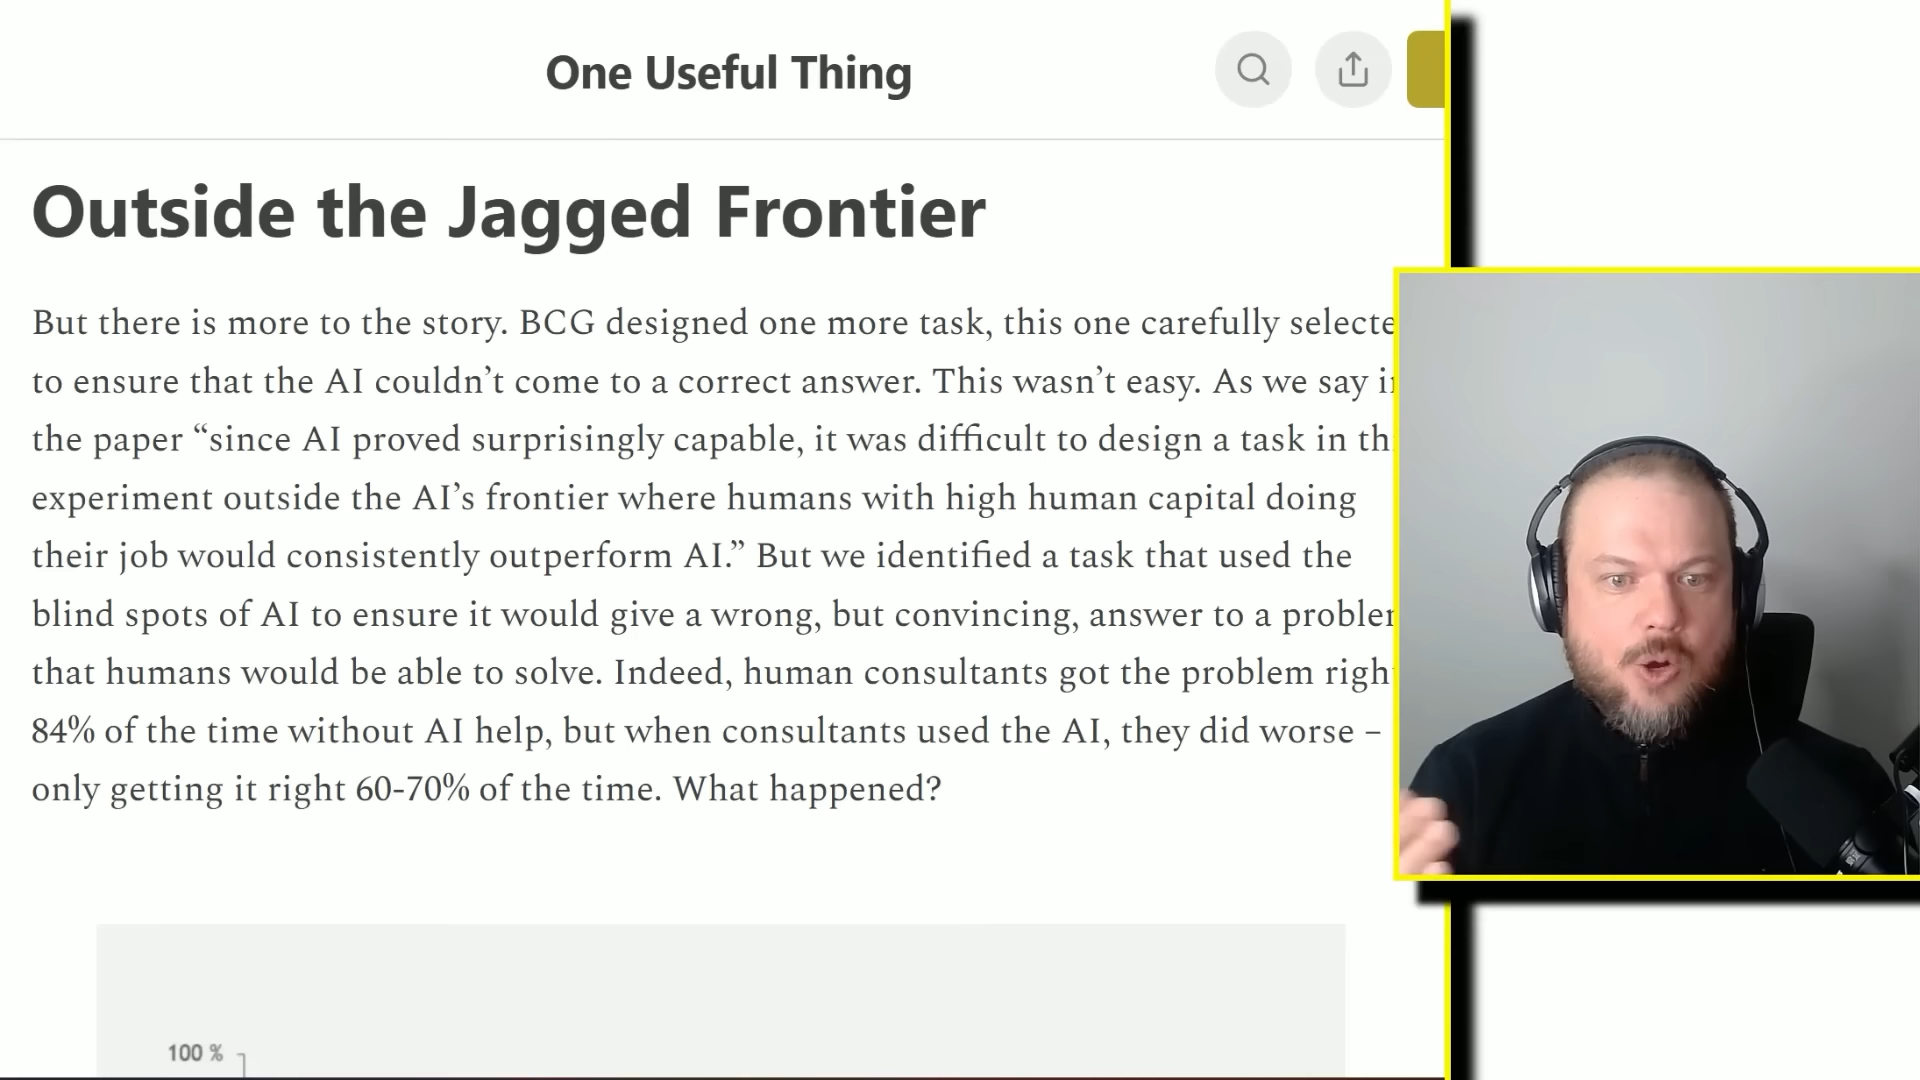 One Useful Thing
Outside the Jagged Frontier
But there is more to the story. BCG designed one more task, this one carefully selecte
to ensure that the AI couldn’t come to a correct answer. This wasn’t easy. As we say in
the paper “since AI proved surprisingly capable, it was difficult to design a task in th
experiment outside the AI’s frontier where humans with high human capital doing
their job would consistently outperform AI.” But we identified a task that used the
blind spots of AI to ensure it would give a wrong, but convincing, answer to a problem
that humans would be able to solve. Indeed, human consultants got the problem right
84% of the time without AI help, but when consultants used the AI, they did worse –
only getting it right 60-70% of the time. What happened?
100 %